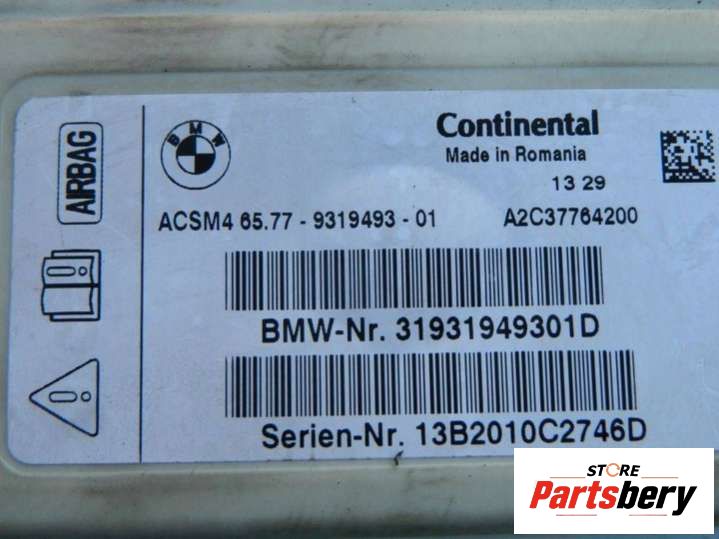 AIRBAG
BMW
Continental
Made in Romania
13 29
ACSM4 65.77 - 9319493 - 01 A2C37764200
BMW-Nr. 31931949301D
Serien-Nr. 13B2010C2746D
STORE
Partsbery